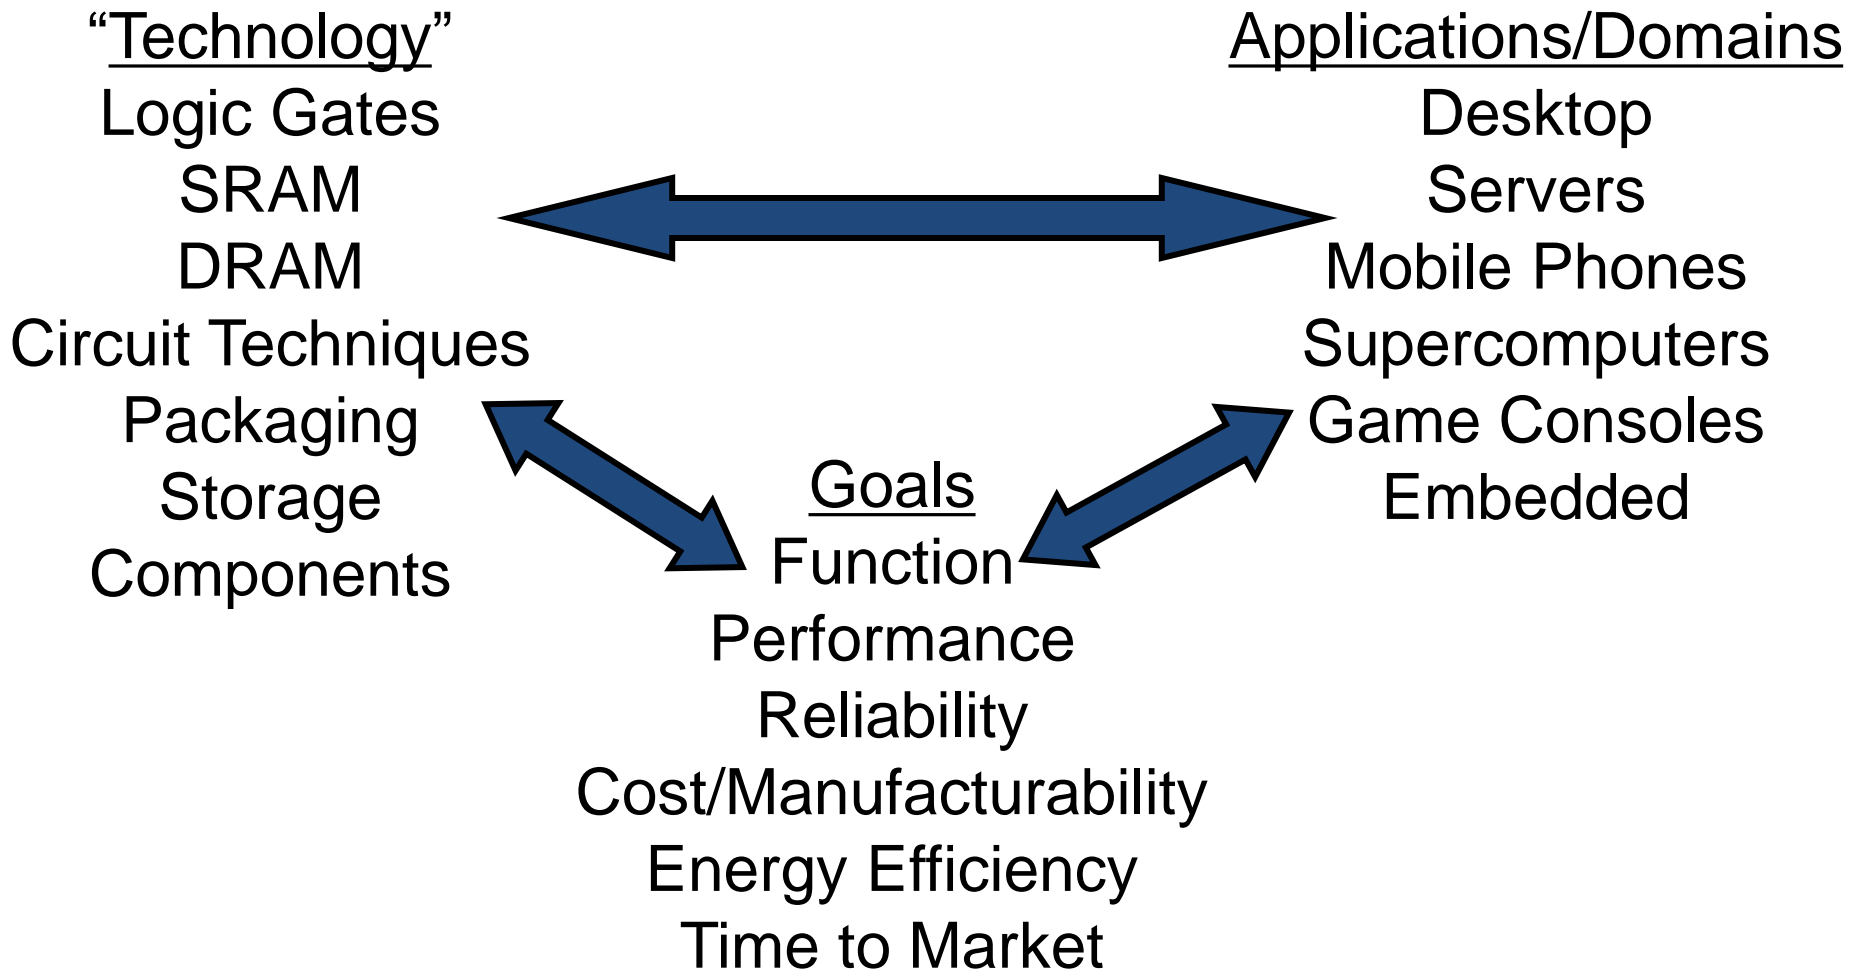 “Technology”
Logic Gates
SRAM
DRAM
Circuit Techniques
Packaging
Storage
Components
Applications/Domains
Desktop
Servers
Mobile Phones
Supercomputers
Game Consoles
Embedded
Goals
Function
Performance
Reliability
Cost/Manufacturability
Energy Efficiency
Time to Market